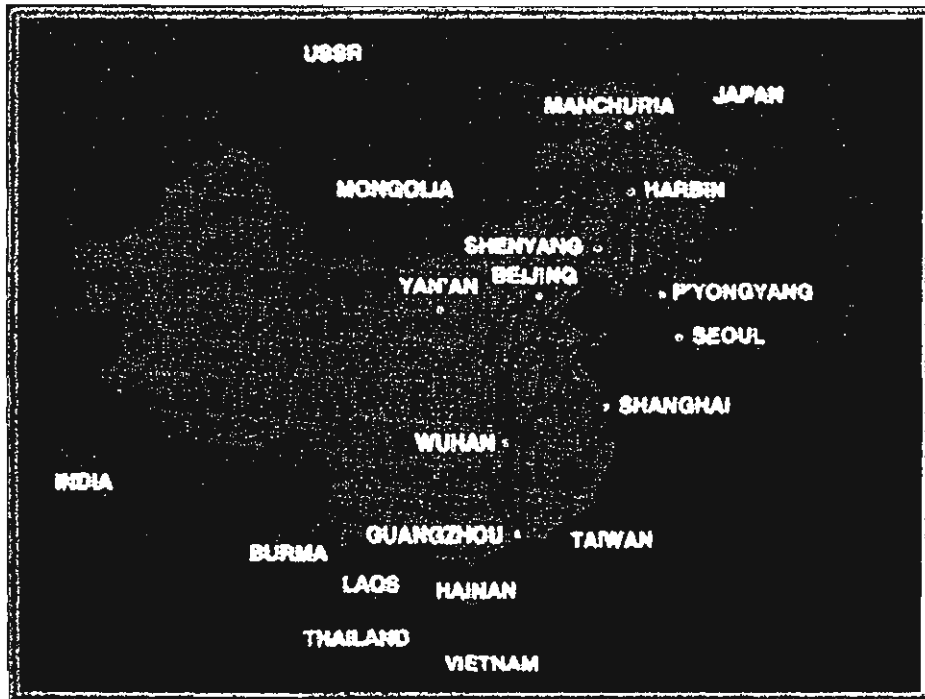 USSR
MANCHURIA
JAPAN
MONGOLIA
HARBIN
SHENYANG
BEIJING
YAN'AN
P'YONGYANG
SEOUL
SHANGHAI
WUHAN
INDIA
GUANGZHOU
TAIWAN
BURMA
LAOS
HAINAN
THAILAND
VIETNAM